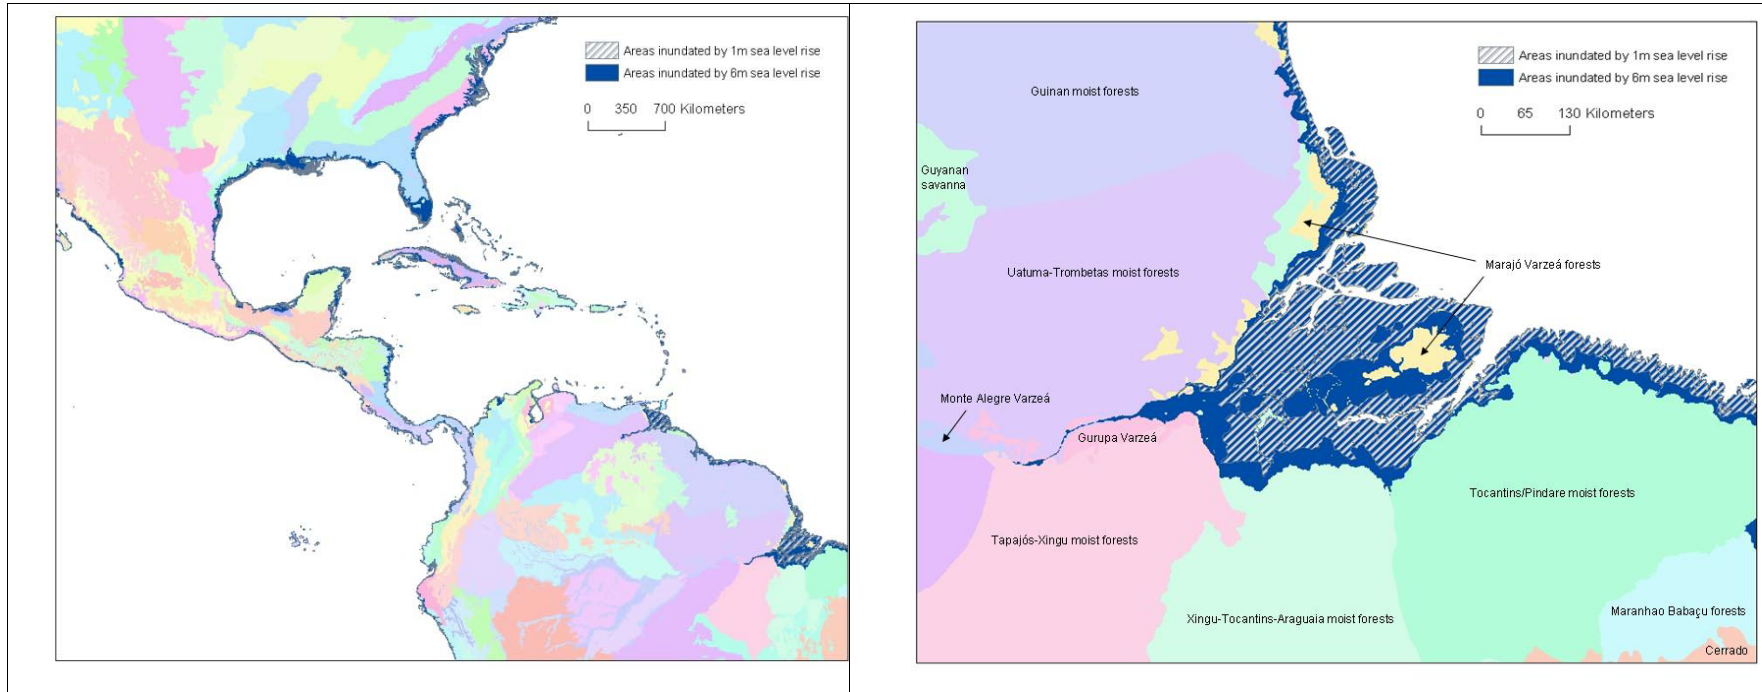 Areas inundated by 1m sea level rise
Areas inundated by 6m sea level rise
0 350 700 Kilometers
Areas inundated by 1m sea level rise
Areas inundated by 6m sea level rise
0 65 130 Kilometers
Guinan moist forests
Guyanan
savanna
Uatuma-Trombetas moist forests
Marajó Varzeá forests
Monte Alegre Varzeá
Gurupa Varzeá
Tocantins/Pindare moist forests
Tapajós-Xingu moist forests
Xingu-Tocantins-Araguaia moist forests
Maranhao Babaçu forests
Cerrado